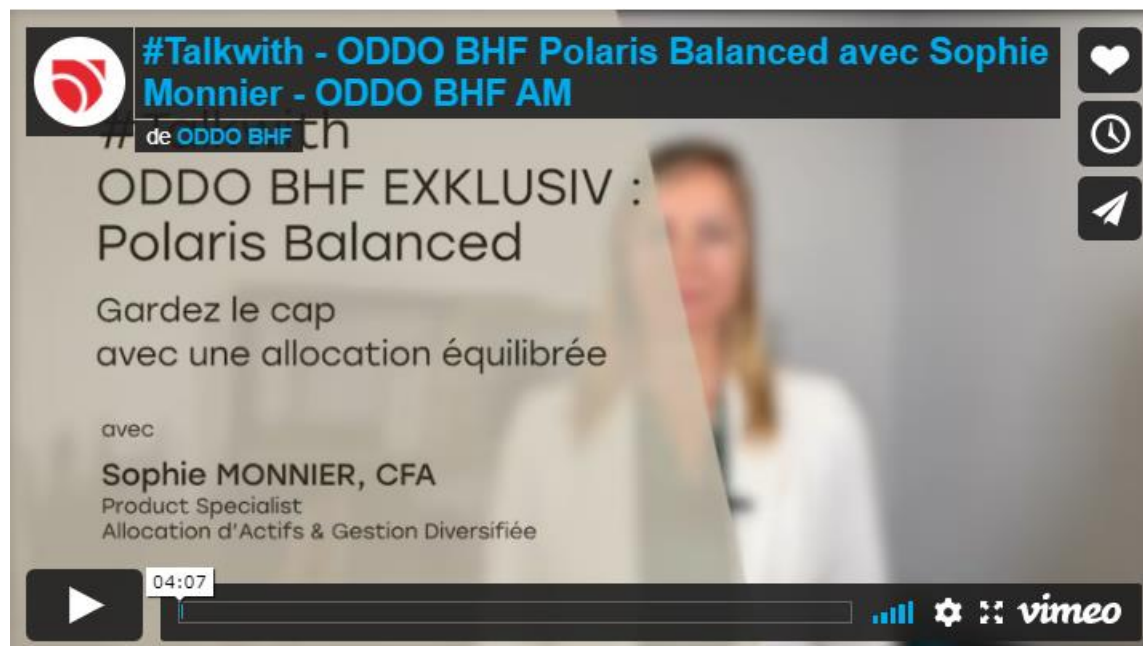 #Talkwith - ODDO BHF Polaris Balanced avec Sophie
Monnier - ODDO BHF AM
de ODDO BHF
#Talkwith
ODDO BHF EXKLUSIV :
Polaris Balanced
Gardez le cap
avec une allocation équilibrée
avec
Sophie MONNIER, CFA
Product Specialist
Allocation d'Actifs & Gestion Diversifiée
04:07
vimeo